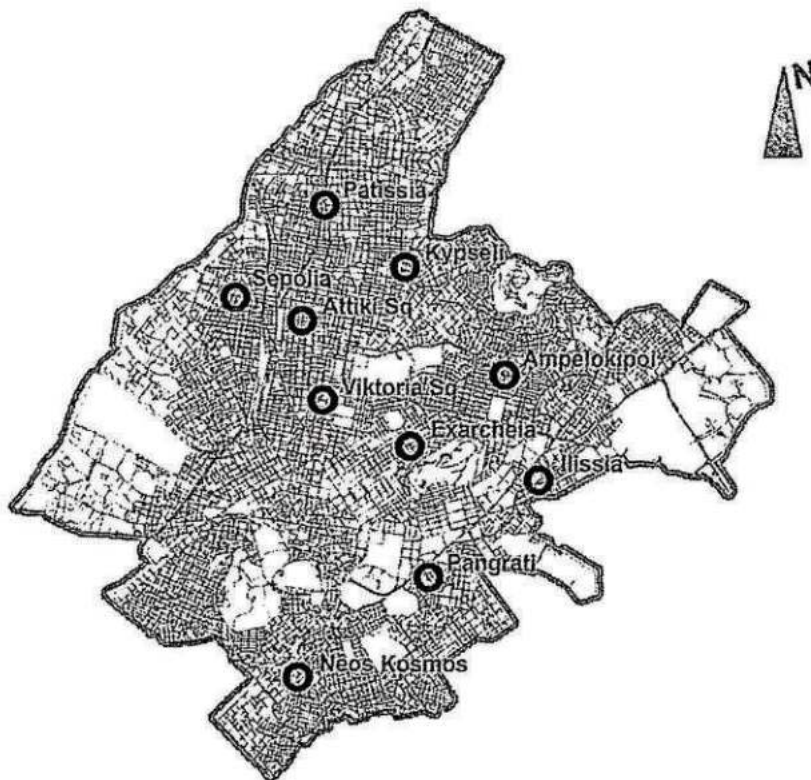 N
Patissia
Kypseli
Sepolia
Attiki Sq
Ampelokipoi
Viktoria Sq
Exarcheia
Ilissia
Pangrati
Neos Kosmos